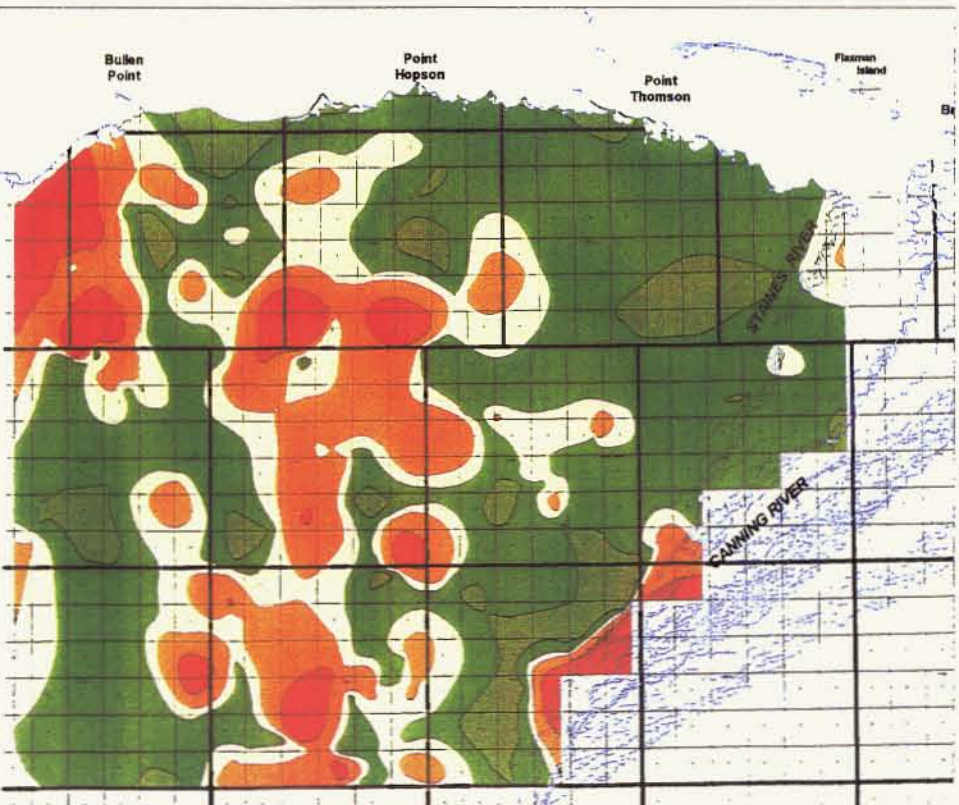 Bullen
Point
Point
Hopson
Point
Thomson
Flaxman
Island
STAINES RIVER
CANNING RIVER